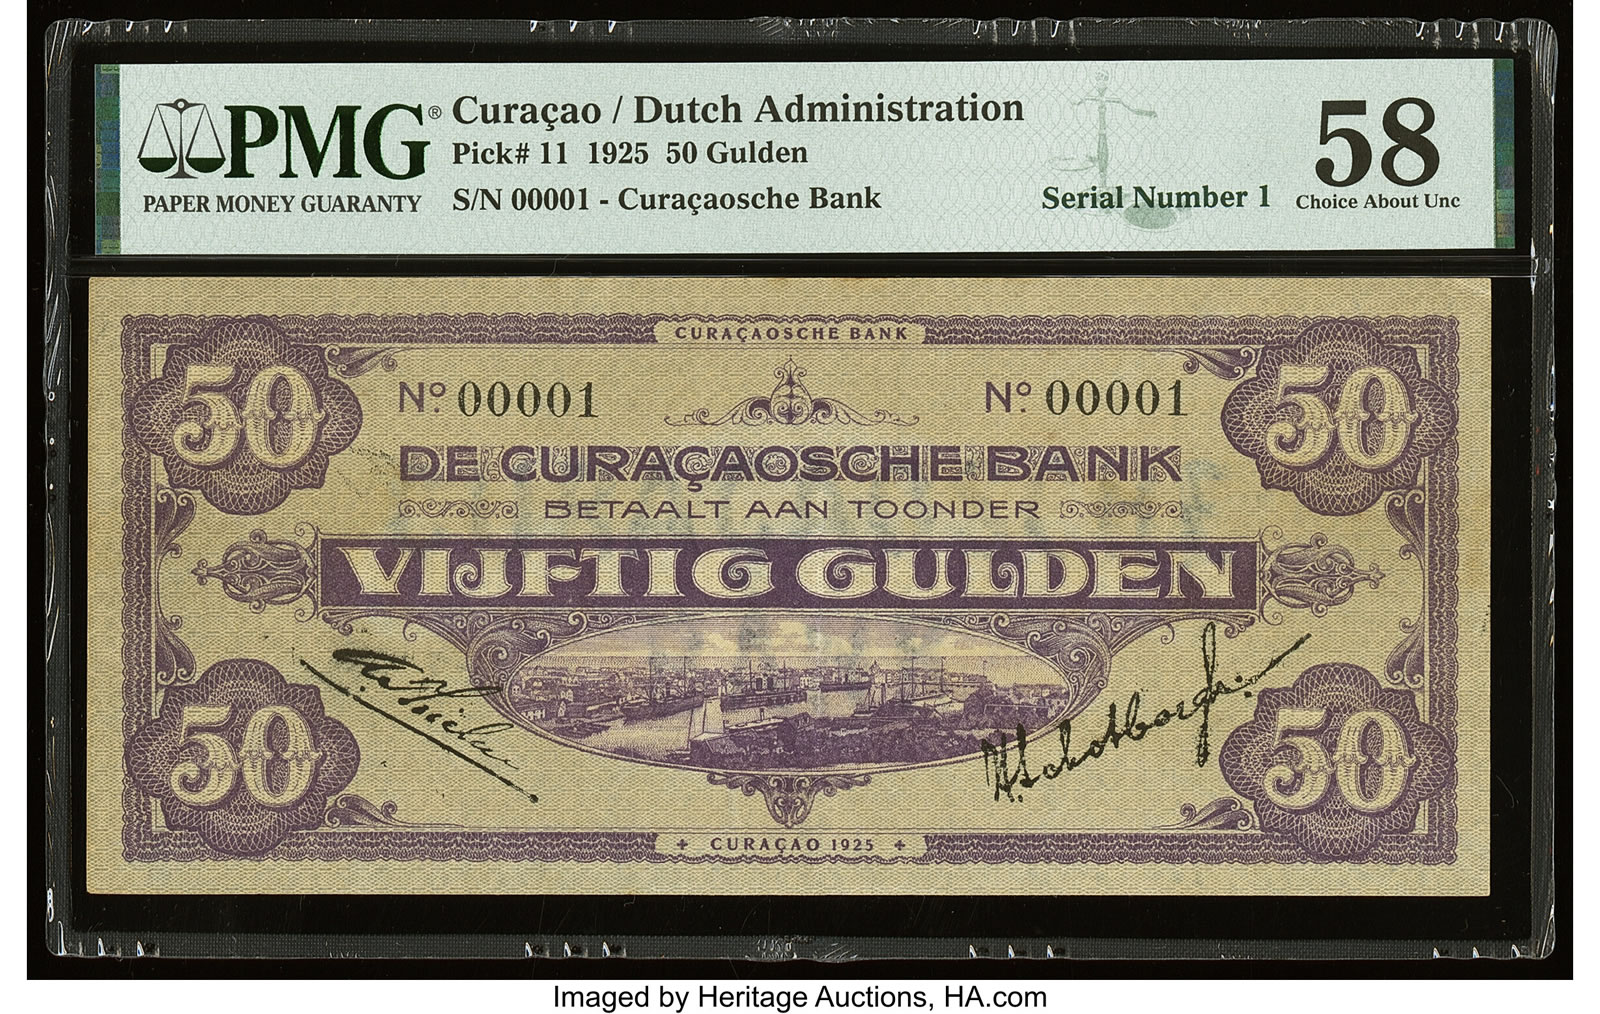 PMG® Curaçao / Dutch Administration 58
Pick# 11 1925 50 Gulden
PAPER MONEY GUARANTY S/N 00001 - Curaçaosche Bank Serial Number 1 Choice About Unc
CURAÇAOSCHE BANK
50 50
Nº. 00001 Nº. 00001
DE CURAÇAOSCHE BANK
BETAALT AAN TOONDER
VIJFTIG GULDEN
H. Schotborgh
50 50
+ CURAÇAO 1925 +
Imaged by Heritage Auctions, HA.com